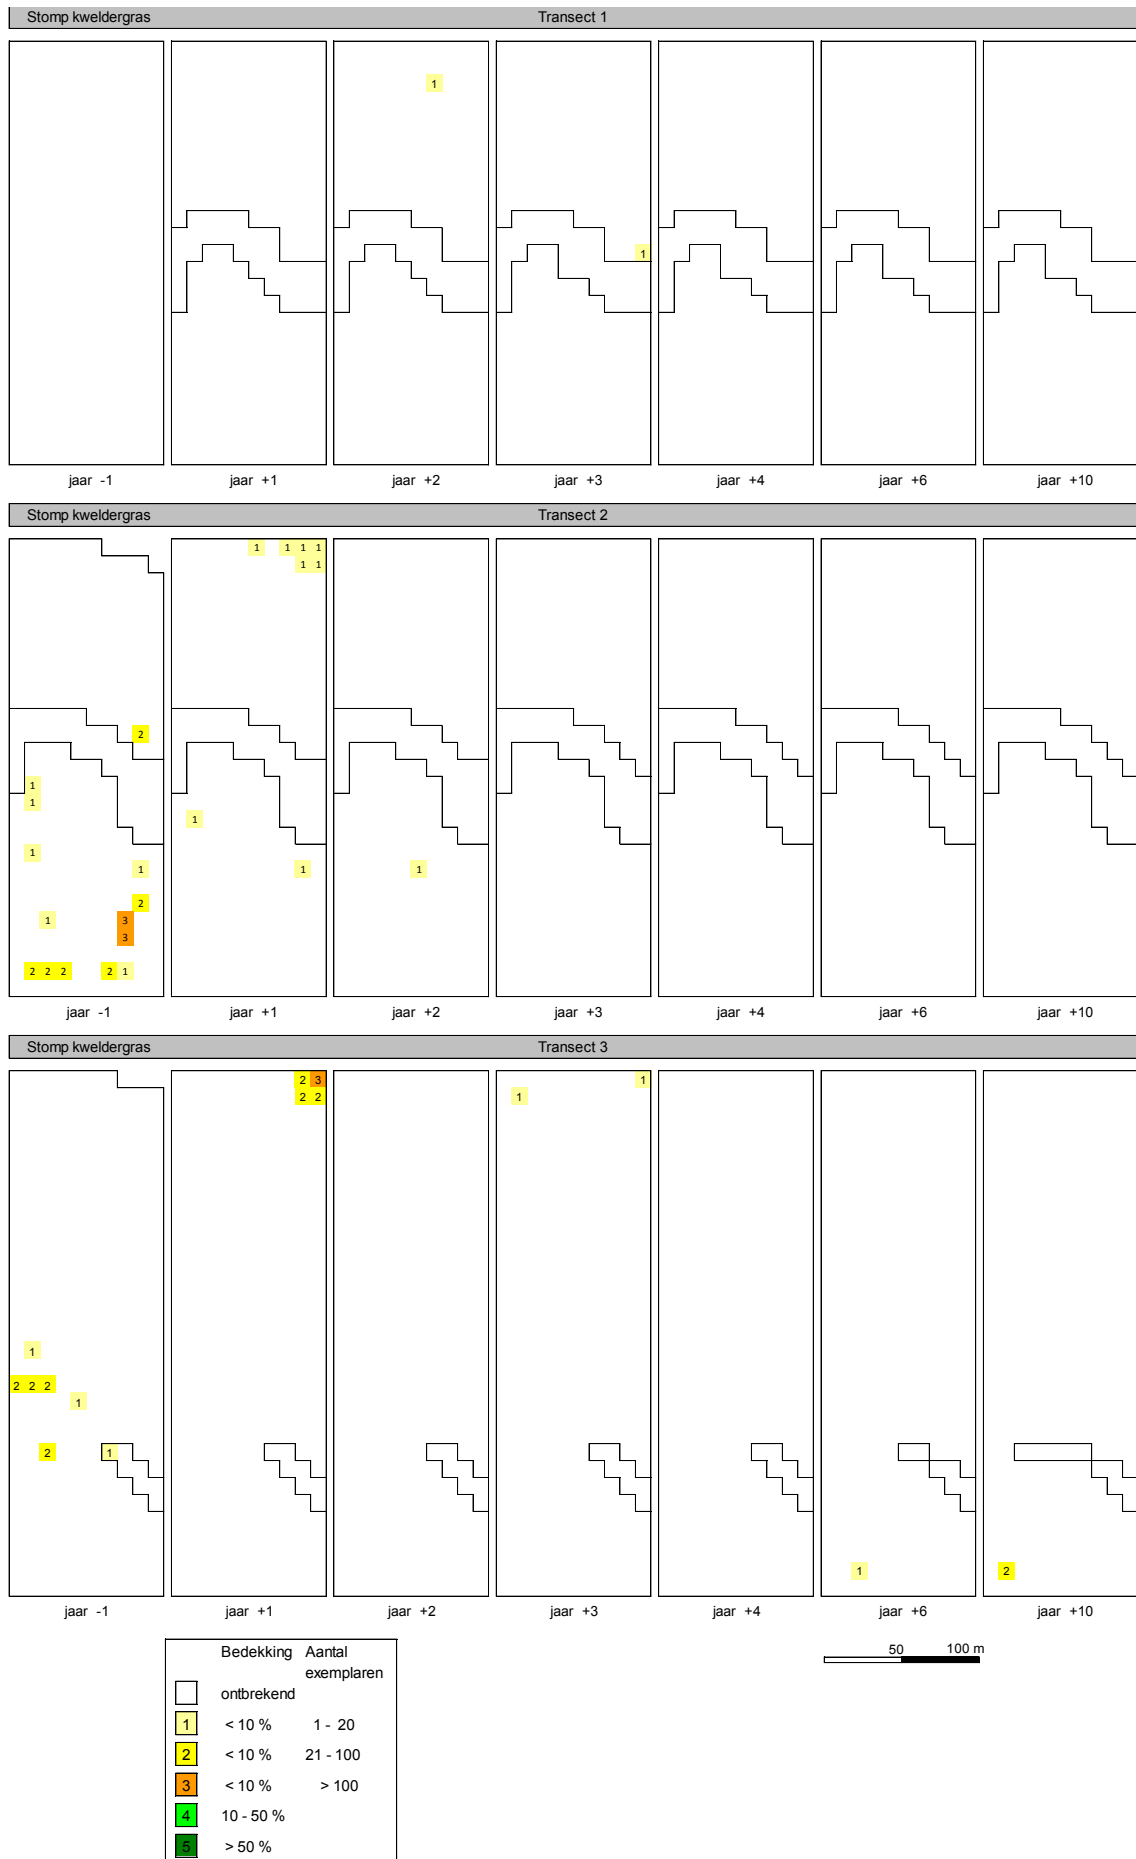 Stomp kweldergras Transect 1
1
1
jaar -1 jaar +1 jaar +2 jaar +3 jaar +4 jaar +6 jaar +10
Stomp kweldergras Transect 2
1 1 1 1
1 1
2
1
1
1
1
1
1 1 1
2
1 3
3
2 2 2 2 1
jaar -1 jaar +1 jaar +2 jaar +3 jaar +4 jaar +6 jaar +10
Stomp kweldergras Transect 3
2 3 1
2 2 1
1
2 2 2
1
2 1
1 2
jaar -1 jaar +1 jaar +2 jaar +3 jaar +4 jaar +6 jaar +10
Bedekking Aantal
exemplaren
ontbrekend
1 < 10 % 1 - 20
2 < 10 % 21 - 100
3 < 10 % > 100
4 10 - 50 %
5 > 50 %
50 100 m